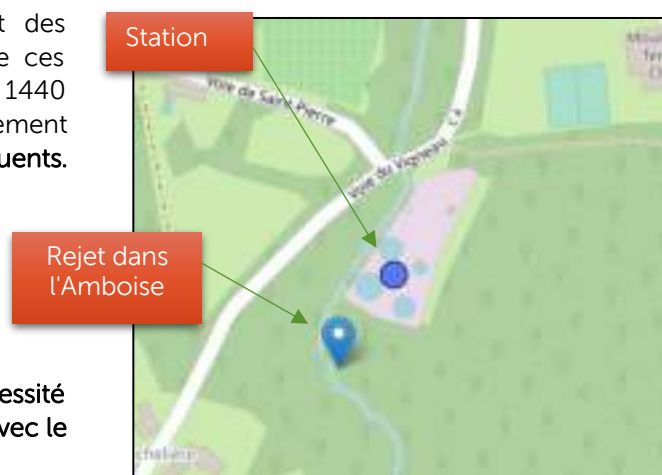 t des
e ces
1440
ement
uents.
Station
Rejet dans
l'Amboise
essité
vec le
Voie de Saint-Pierre
Voie du Vigneau